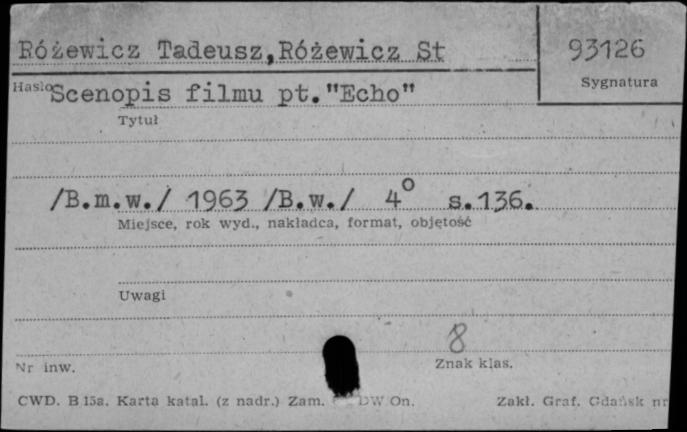 Różewicz Tadeusz,Różewicz St
93126
Hasło
Sygnatura
Scenopis filmu pt."Echo"
Tytuł
/B.m.w./ 1963 /B.w./ 4° s.136.
Miejsce, rok wyd., nakładca, format, objętość
Uwagi
8
Nr inw.
Znak klas.
CWD. B 15a. Karta katal. (z nadr.) Zam. DW On. Zakł. Graf. Gdańsk nr